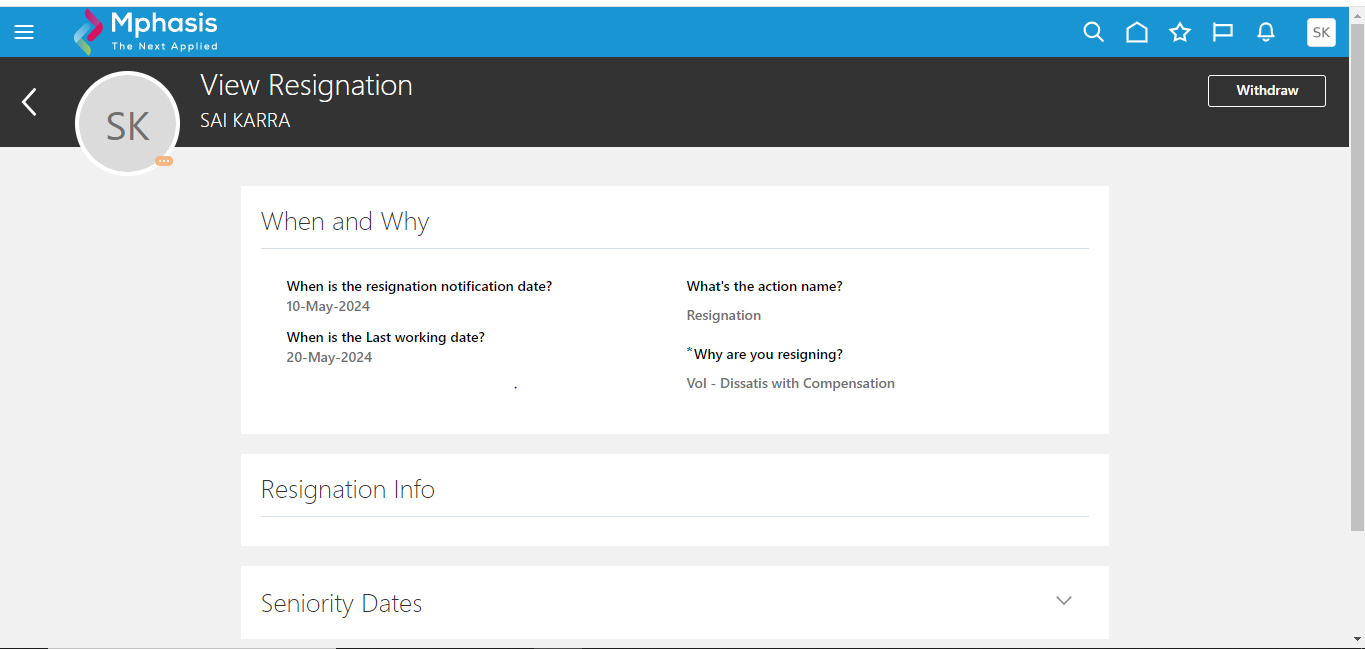 Mphasis
The Next Applied
SK
SK
View Resignation
SAI KARRA
Withdraw
When and Why
When is the resignation notification date?
10-May-2024
When is the Last working date?
20-May-2024
.
What's the action name?
Resignation
*Why are you resigning?
Vol - Dissatis with Compensation
Resignation Info
Seniority Dates